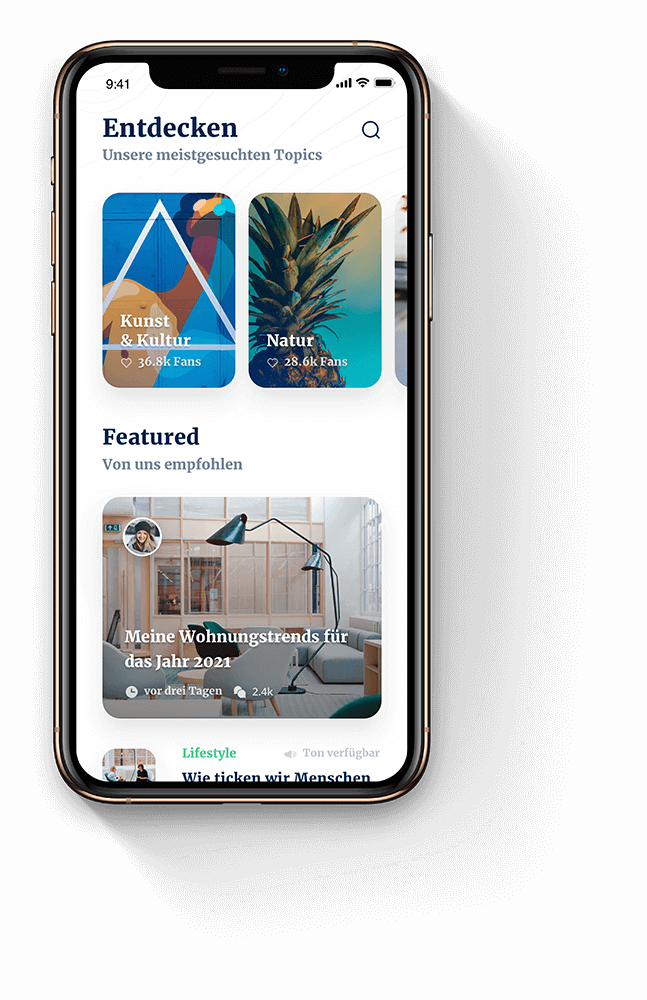 9:41
Entdecken
Unsere meistgesuchten Topics
Kunst
& Kultur
36.8k Fans
Natur
28.6k Fans
Featured
Von uns empfohlen
Meine Wohnungstrends für
das Jahr 2021
vor drei Tagen 2.4k
Lifestyle Ton verfügbar
Wie ticken wir Menschen